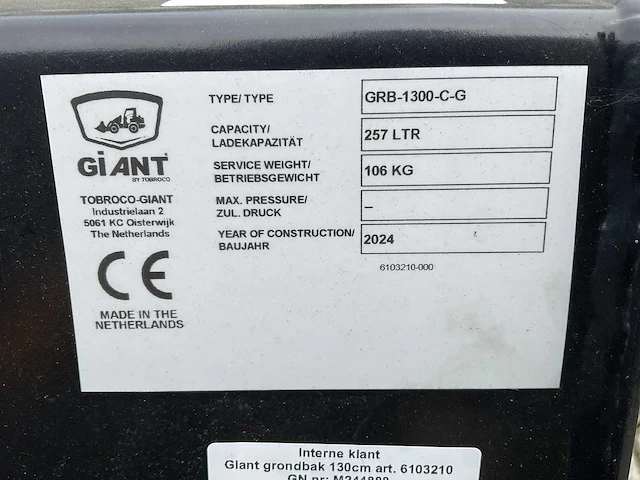 GiANT
BY TOBROCO
TOBROCO-GIANT
Industrielaan 2
5061 KC Oisterwijk
The Netherlands
CE
MADE IN THE
NETHERLANDS
TYPE/ TYPE GRB-1300-C-G
CAPACITY/
LADEKAPAZITÄT 257 LTR
SERVICE WEIGHT/
BETRIEBSGEWICHT 106 KG
MAX. PRESSURE/
ZUL. DRUCK –
YEAR OF CONSTRUCTION/
BAUJAHR 2024
6103210-000
Interne klant
Giant grondbak 130cm art. 6103210
GN nr: